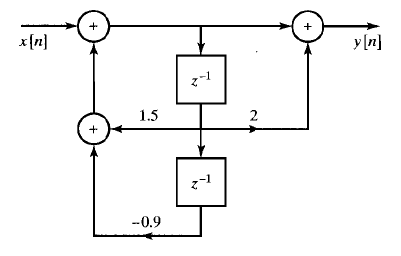 +
+
x[n]
y[n]
z⁻¹
1.5
2
+
z⁻¹
−0.9